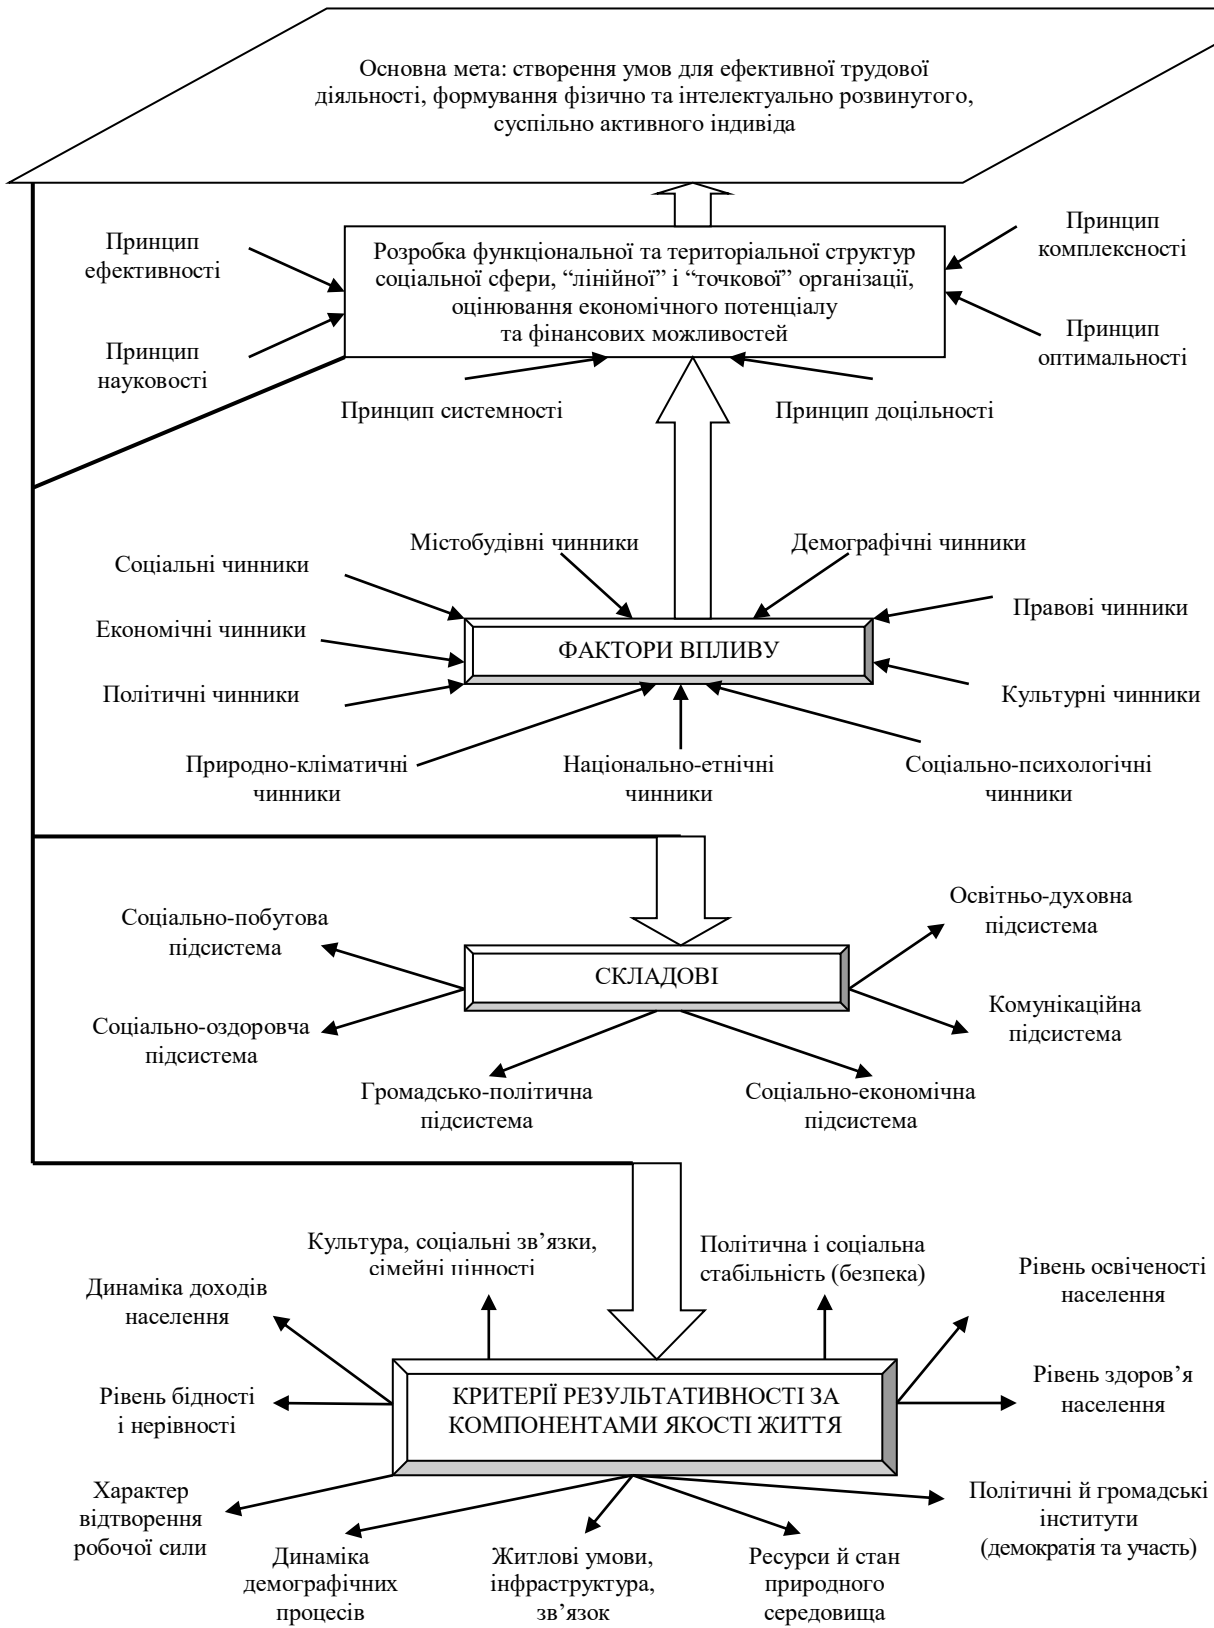 Основна мета: створення умов для ефективної трудової
діяльності, формування фізично та інтелектуально розвинутого,
суспільно активного індивіда
Принцип
ефективності
Розробка функціональної та територіальної структур
соціальної сфери, “лінійної” і “точкової” організації,
оцінювання економічного потенціалу
та фінансових можливостей
Принцип
комплексності
Принцип
науковості
Принцип
оптимальності
Принцип системності
Принцип доцільності
Містобудівні чинники
Демографічні чинники
Соціальні чинники
Правові чинники
Економічні чинники
ФАКТОРИ ВПЛИВУ
Політичні чинники
Культурні чинники
Природно-кліматичні
чинники
Національно-етнічні
чинники
Соціально-психологічні
чинники
Соціально-побутова
підсистема
Освітньо-духовна
підсистема
СКЛАДОВІ
Соціально-оздоровча
підсистема
Комунікаційна
підсистема
Громадсько-політична
підсистема
Соціально-економічна
підсистема
Культура, соціальні зв’язки,
сімейні цінності
Політична і соціальна
стабільність (безпека)
Динаміка доходів
населення
Рівень освіченості
населення
Рівень бідності
і нерівності
КРИТЕРІЇ РЕЗУЛЬТАТИВНОСТІ ЗА
КОМПОНЕНТАМИ ЯКОСТІ ЖИТТЯ
Рівень здоров’я
населення
Характер
відтворення
робочої сили
Політичні й громадські
інститути
(демократія та участь)
Динаміка
демографічних
процесів
Житлові умови,
інфраструктура,
зв’язок
Ресурси й стан
природного
середовища